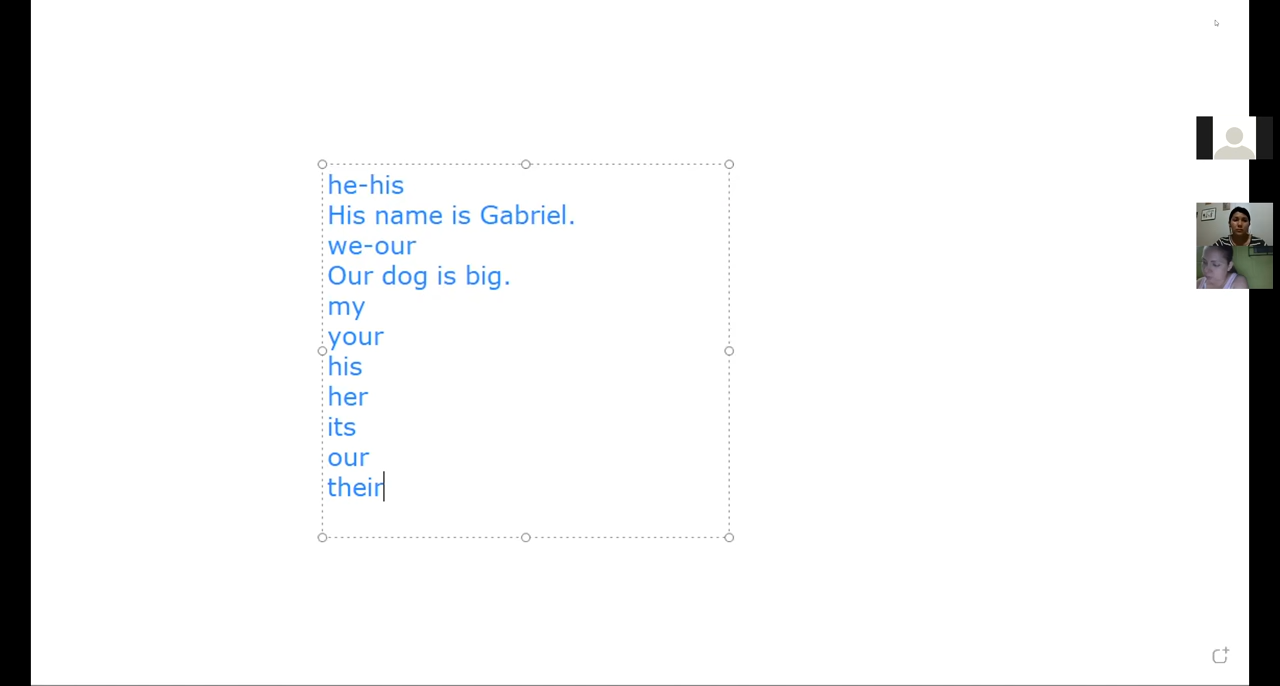 he-his
His name is Gabriel.
we-our
Our dog is big.
my
your
his
her
its
our
their